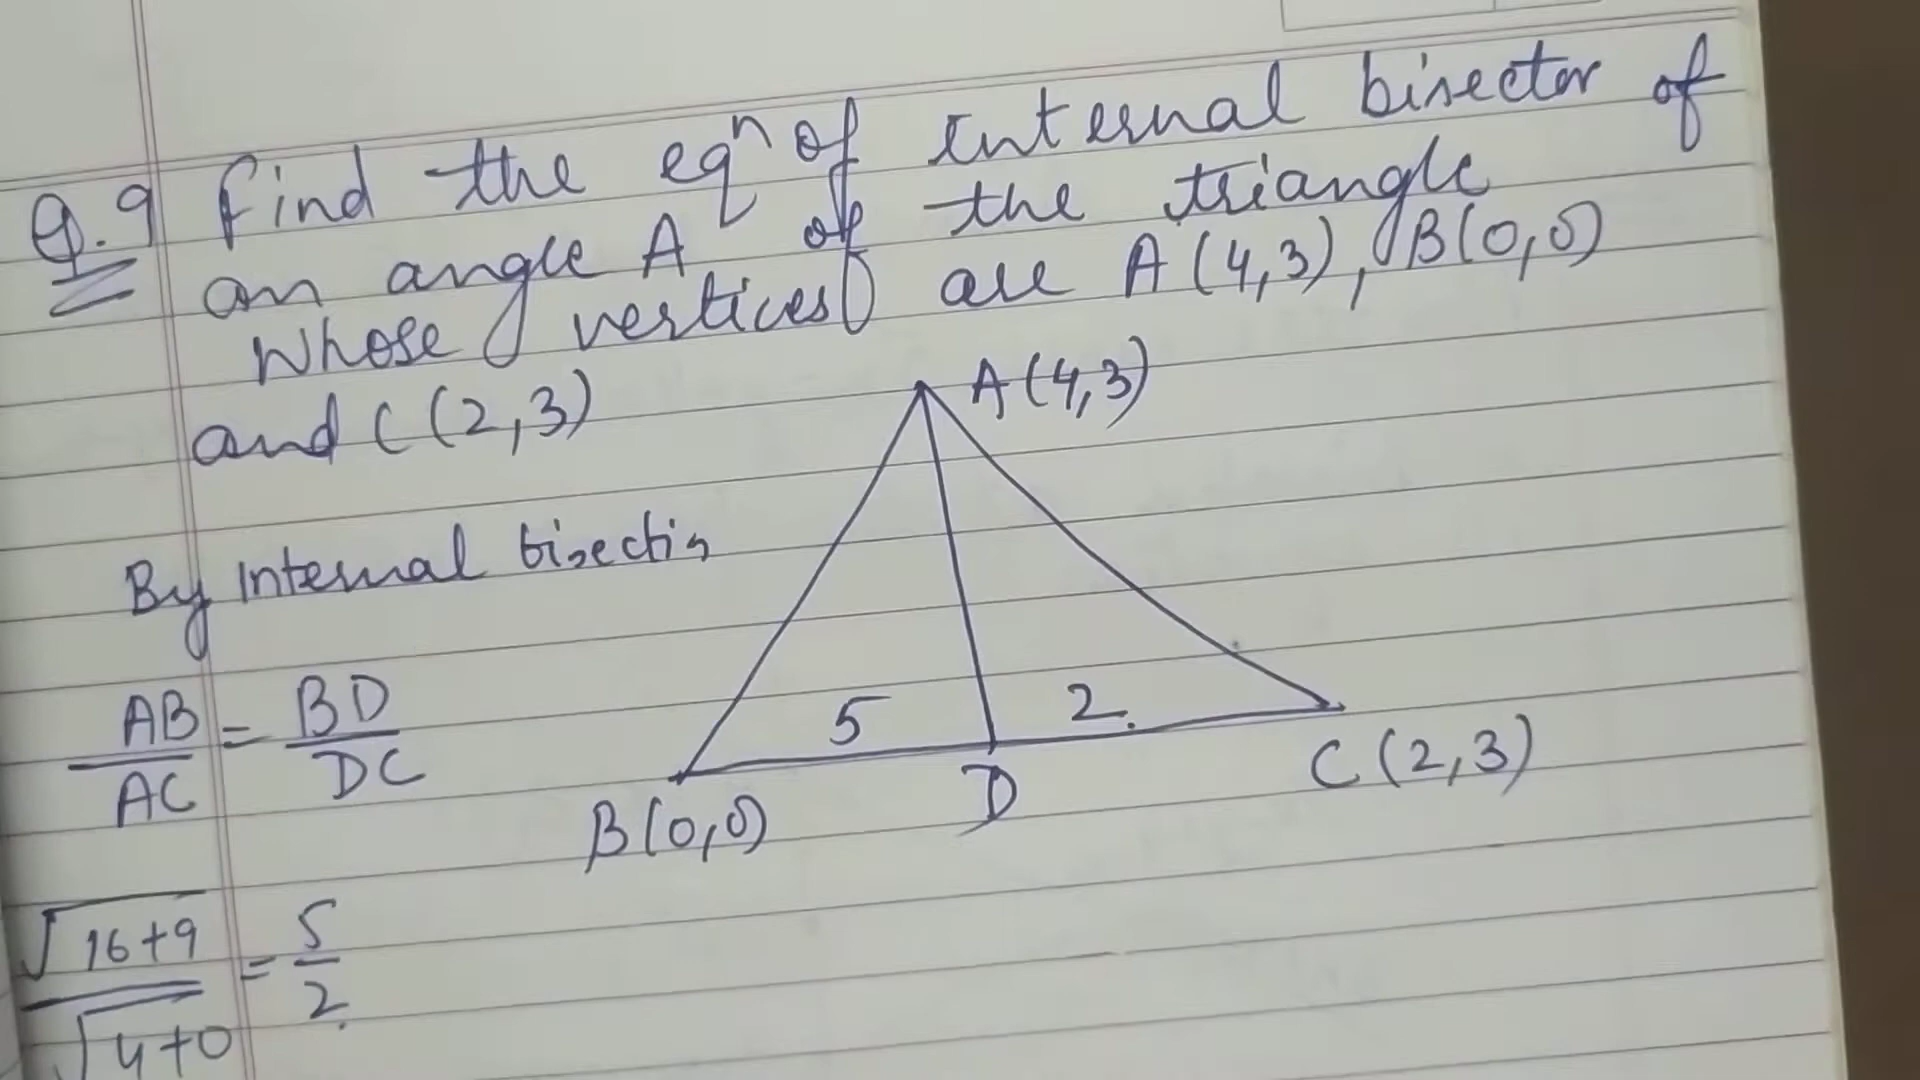 Q.9 Find the eqⁿ of internal bisector of
an angle A of the triangle
whose vertices are A(4,3), B(0,0)
and C(2,3)
A(4,3)
By Internal bisectin
AB/AC = BD/DC
5 2.
B(0,0) D C(2,3)
√16+9/√4+0 = 5/2.